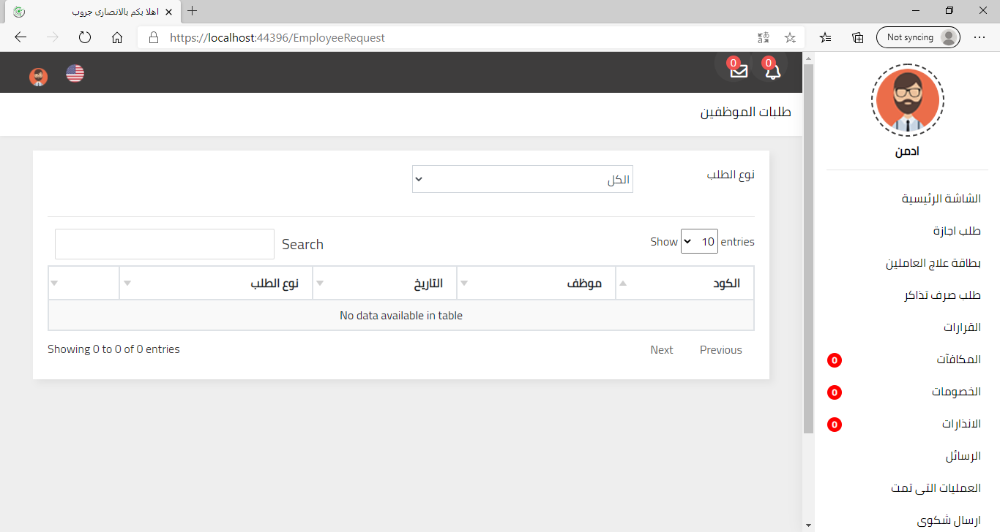 اهلا بكم بالانصارى جروب
https://localhost:44396/EmployeeRequest
Not syncing
0
0
طلبات الموظفين
نوع الطلب
الكل
Show 10 entries
Search
الكود موظف التاريخ نوع الطلب
No data available in table
Showing 0 to 0 of 0 entries
Previous
Next
ادمن
الشاشة الرئيسية
طلب اجازة
بطاقة علاج العاملين
طلب صرف تذاكر
القرارات
المكافآت 0
الخصومات 0
الانذارات 0
الرسائل
العمليات التى تمت
ارسال شكوى